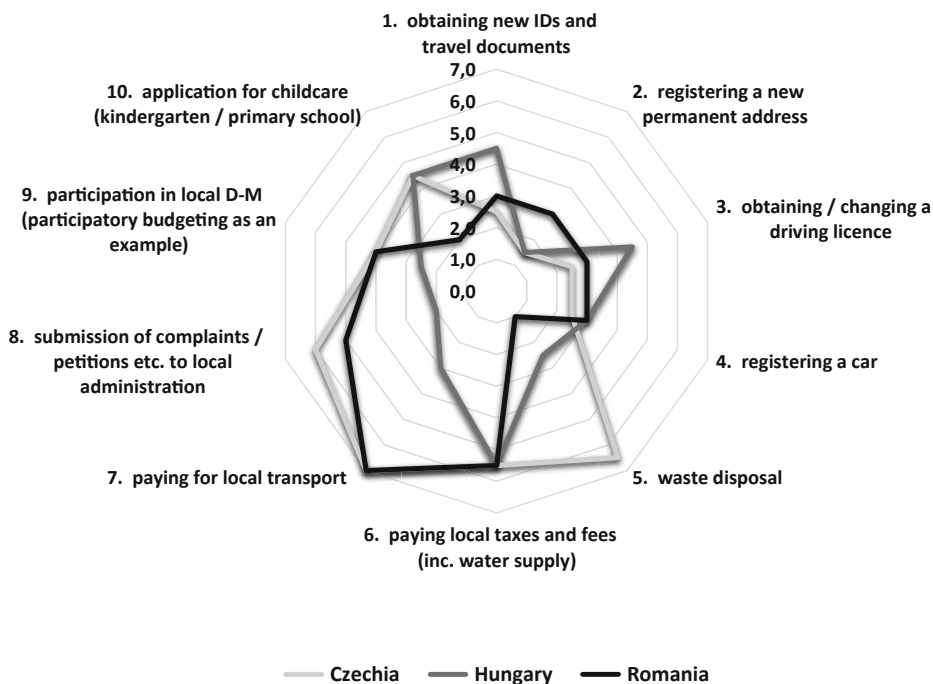 1. obtaining new IDs and
travel documents
2. registering a new
permanent address
3. obtaining / changing a
driving licence
4. registering a car
5. waste disposal
6. paying local taxes and fees
(inc. water supply)
7. paying for local transport
8. submission of complaints /
petitions etc. to local
administration
9. participation in local D-M
(participatory budgeting as an
example)
10. application for childcare
(kindergarten / primary school)
7,0
6,0
5,0
4,0
3,0
2,0
1,0
0,0
Czechia Hungary Romania